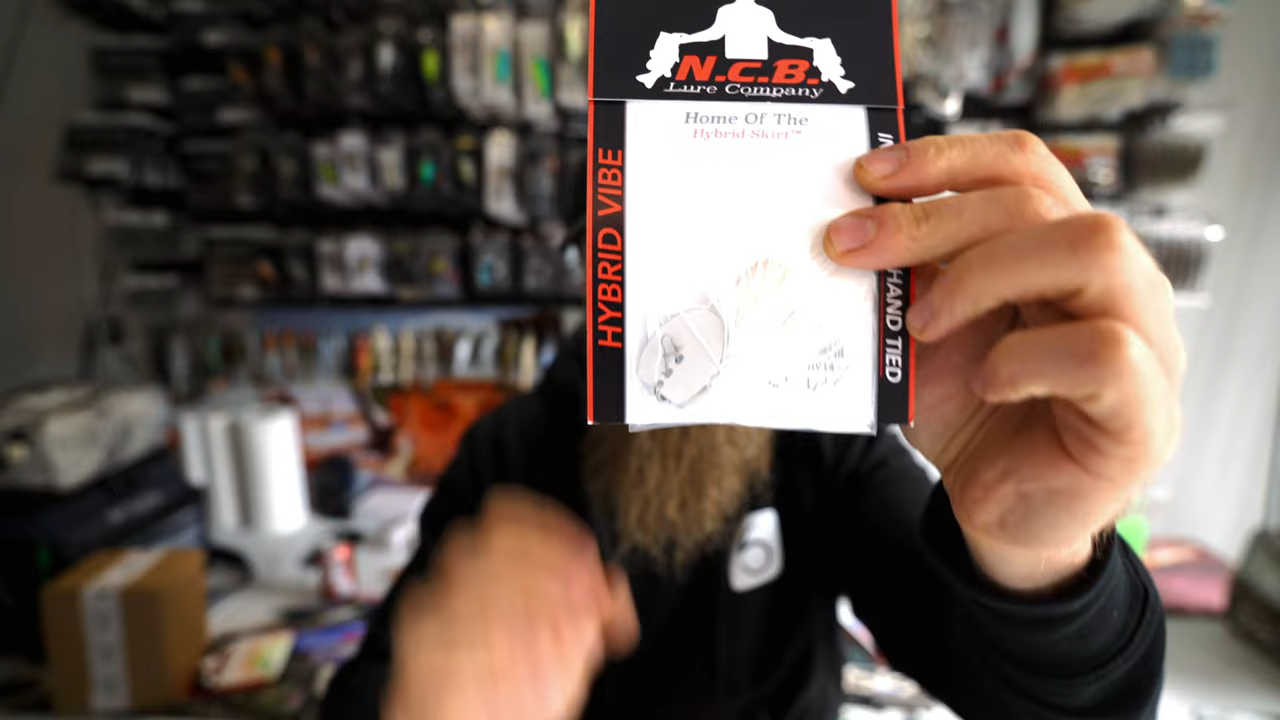 N.C.B.
Lure Company
Home Of The
Hybrid Skirt™
HYBRID VIBE
HAND TIED